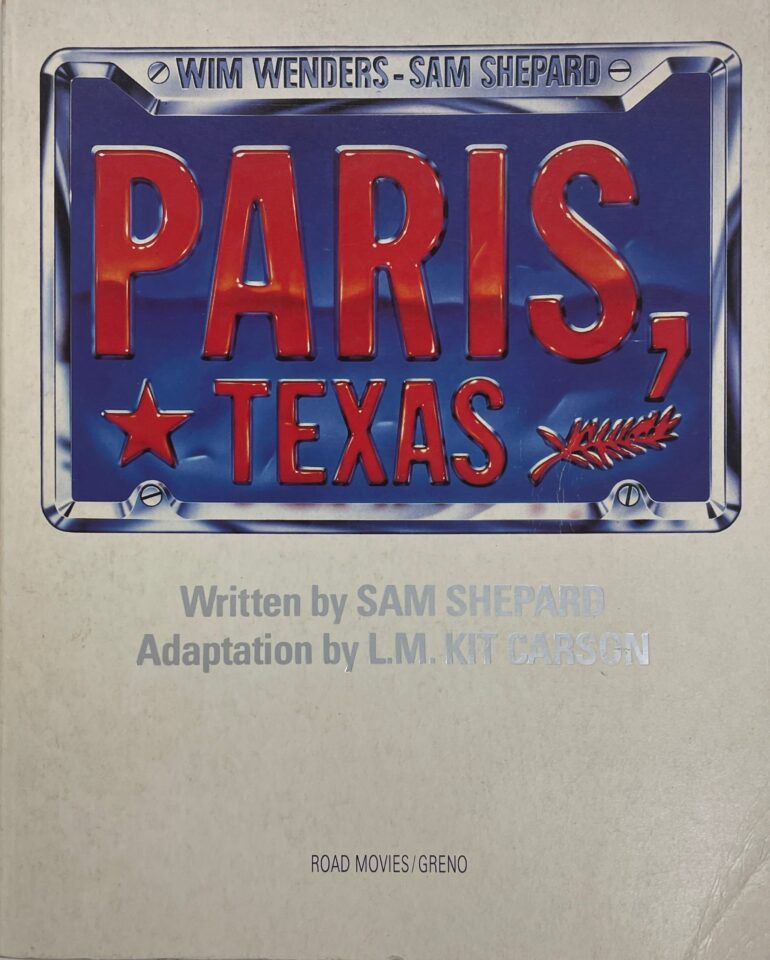 WIM WENDERS-SAM SHEPARD
PARIS,
TEXAS
Written by SAM SHEPARD
Adaptation by L.M. KIT CARSON
ROAD MOVIES/GRENO